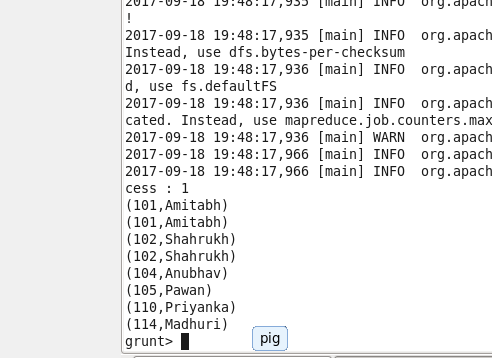 2017-09-18 19:48:17,935 [main] INFO  org.apach
!
2017-09-18 19:48:17,935 [main] INFO  org.apach
Instead, use dfs.bytes-per-checksum
2017-09-18 19:48:17,936 [main] INFO  org.apach
d, use fs.defaultFS
2017-09-18 19:48:17,936 [main] INFO  org.apach
cated. Instead, use mapreduce.job.counters.max
2017-09-18 19:48:17,936 [main] WARN  org.apach
2017-09-18 19:48:17,966 [main] INFO  org.apach
2017-09-18 19:48:17,966 [main] INFO  org.apach
cess : 1
(101,Amitabh)
(101,Amitabh)
(102,Shahrukh)
(102,Shahrukh)
(104,Anubhav)
(105,Pawan)
(110,Priyanka)
(114,Madhuri)
grunt>
pig